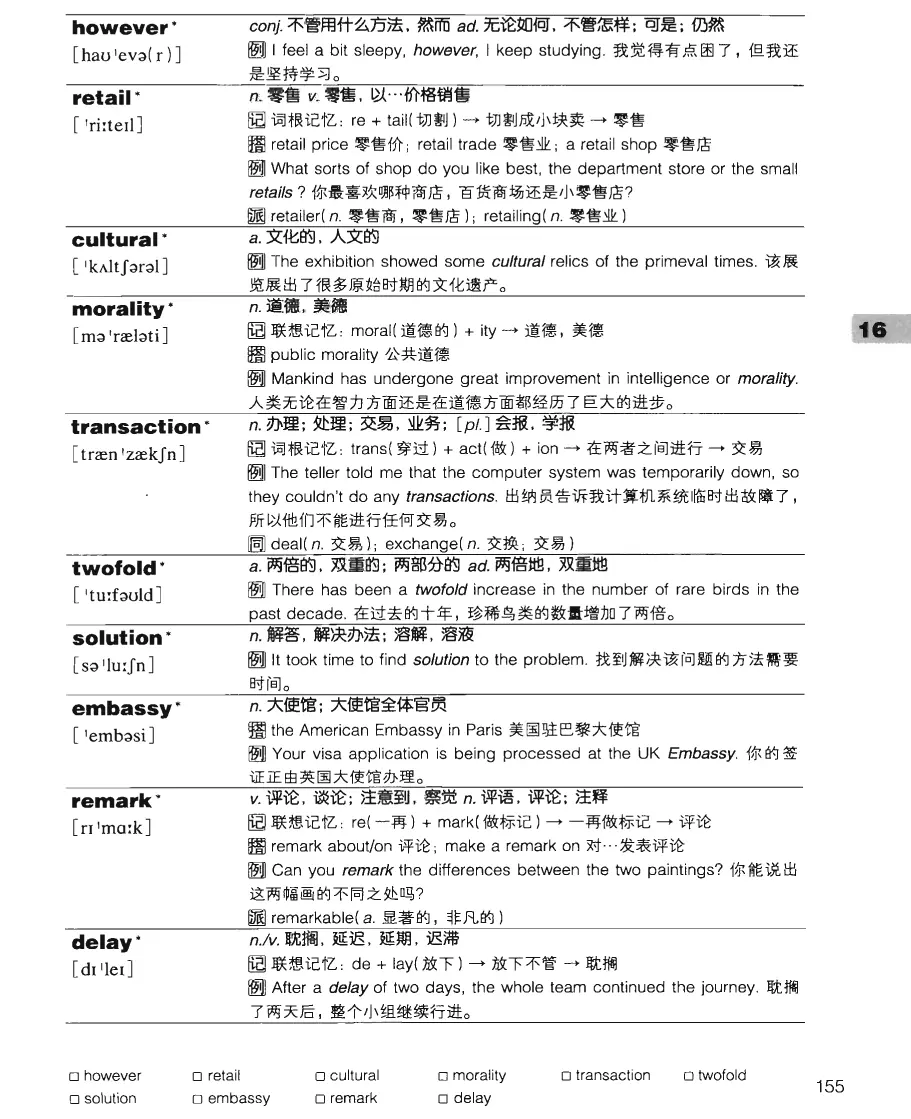 however* conj. 不管用什么方法，然而 ad. 无论如何，不管怎样；可是；仍然
[hauˈevə(r)] 例 I feel a bit sleepy, however, I keep studying. 我觉得有点困了，但我还
是坚持学习。
retail* n. 零售 v. 零售，以…价格销售
[ˈriːteɪl] 记 词根记忆：re + tail(切割) → 切割成小块卖 → 零售
搭 retail price 零售价；retail trade 零售业；a retail shop 零售店
例 What sorts of shop do you like best, the department store or the small
retails？你最喜欢哪种商店，百货商场还是小零售店?
派 retailer(n. 零售商，零售店)；retailing(n. 零售业)
cultural* a. 文化的，人文的
[ˈkʌltʃərəl] 例 The exhibition showed some cultural relics of the primeval times. 该展
览展出了很多原始时期的文化遗产。
morality* n. 道德，美德
[məˈræləti] 记 联想记忆：moral(道德的) + ity → 道德，美德
搭 public morality 公共道德
例 Mankind has undergone great improvement in intelligence or morality.
人类无论在智力方面还是在道德方面都经历了巨大的进步。
16
transaction* n. 办理；处理；交易，业务；[pl.] 会报，学报
[trænˈzækʃn] 记 词根记忆：trans(穿过) + act(做) + ion → 在两者之间进行 → 交易
例 The teller told me that the computer system was temporarily down, so
they couldn't do any transactions. 出纳员告诉我计算机系统临时出故障了，
所以他们不能进行任何交易。
同 deal(n. 交易)；exchange(n. 交换；交易)
twofold* a. 两倍的，双重的；两部分的 ad. 两倍地，双重地
[ˈtuːfəʊld] 例 There has been a twofold increase in the number of rare birds in the
past decade. 在过去的十年，珍稀鸟类的数量增加了两倍。
solution* n. 解答，解决办法；溶解，溶液
[səˈluːʃn] 例 It took time to find solution to the problem. 找到解决该问题的方法需要
时间。
embassy* n. 大使馆；大使馆全体官员
[ˈembəsi] 搭 the American Embassy in Paris 美国驻巴黎大使馆
例 Your visa application is being processed at the UK Embassy. 你的签
证正由英国大使馆办理。
remark* v. 评论，谈论；注意到，察觉 n. 评语，评论；注释
[rɪˈmɑːk] 记 联想记忆：re(一再) + mark(做标记) → 一再做标记 → 评论
搭 remark about/on 评论；make a remark on 对…发表评论
例 Can you remark the differences between the two paintings? 你能说出
这两幅画的不同之处吗?
派 remarkable(a. 显著的，非凡的)
delay* n./v. 耽搁，延迟，延期，迟滞
[dɪˈleɪ] 记 联想记忆：de + lay(放下) → 放下不管 → 耽搁
例 After a delay of two days, the whole team continued the journey. 耽搁
了两天后，整个小组继续行进。
□ however □ retail □ cultural □ morality □ transaction □ twofold
□ solution □ embassy □ remark □ delay
155